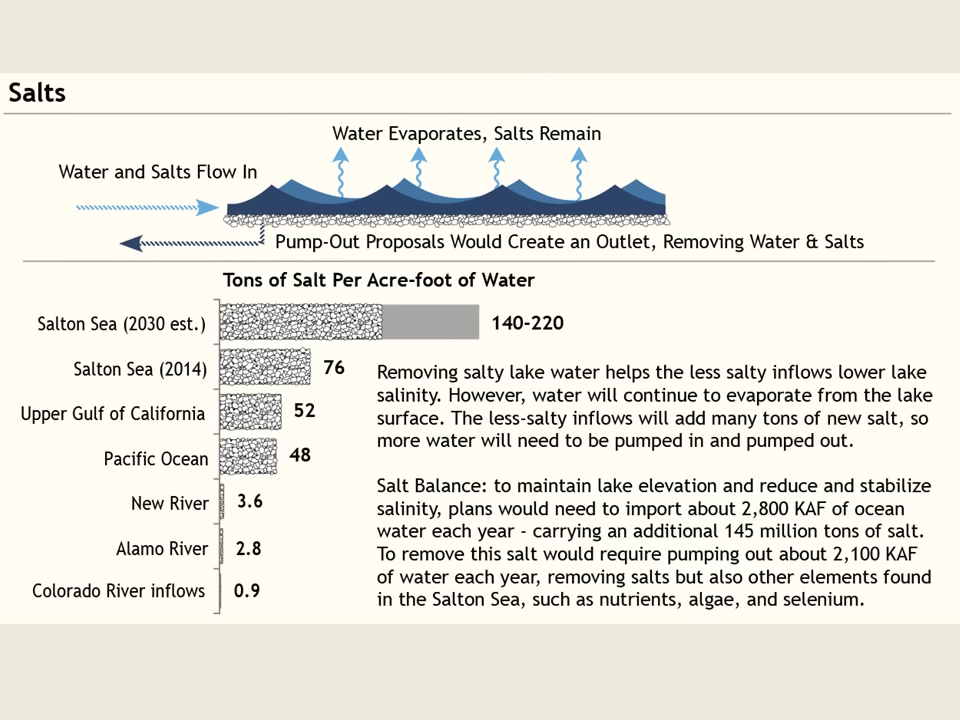 Salts
Water Evaporates, Salts Remain
Water and Salts Flow In
Pump-Out Proposals Would Create an Outlet, Removing Water & Salts
Tons of Salt Per Acre-foot of Water
Salton Sea (2030 est.) 140-220
Salton Sea (2014) 76
Upper Gulf of California 52
Pacific Ocean 48
New River 3.6
Alamo River 2.8
Colorado River inflows 0.9
Removing salty lake water helps the less salty inflows lower lake
salinity. However, water will continue to evaporate from the lake
surface. The less-salty inflows will add many tons of new salt, so
more water will need to be pumped in and pumped out.
Salt Balance: to maintain lake elevation and reduce and stabilize
salinity, plans would need to import about 2,800 KAF of ocean
water each year - carrying an additional 145 million tons of salt.
To remove this salt would require pumping out about 2,100 KAF
of water each year, removing salts but also other elements found
in the Salton Sea, such as nutrients, algae, and selenium.